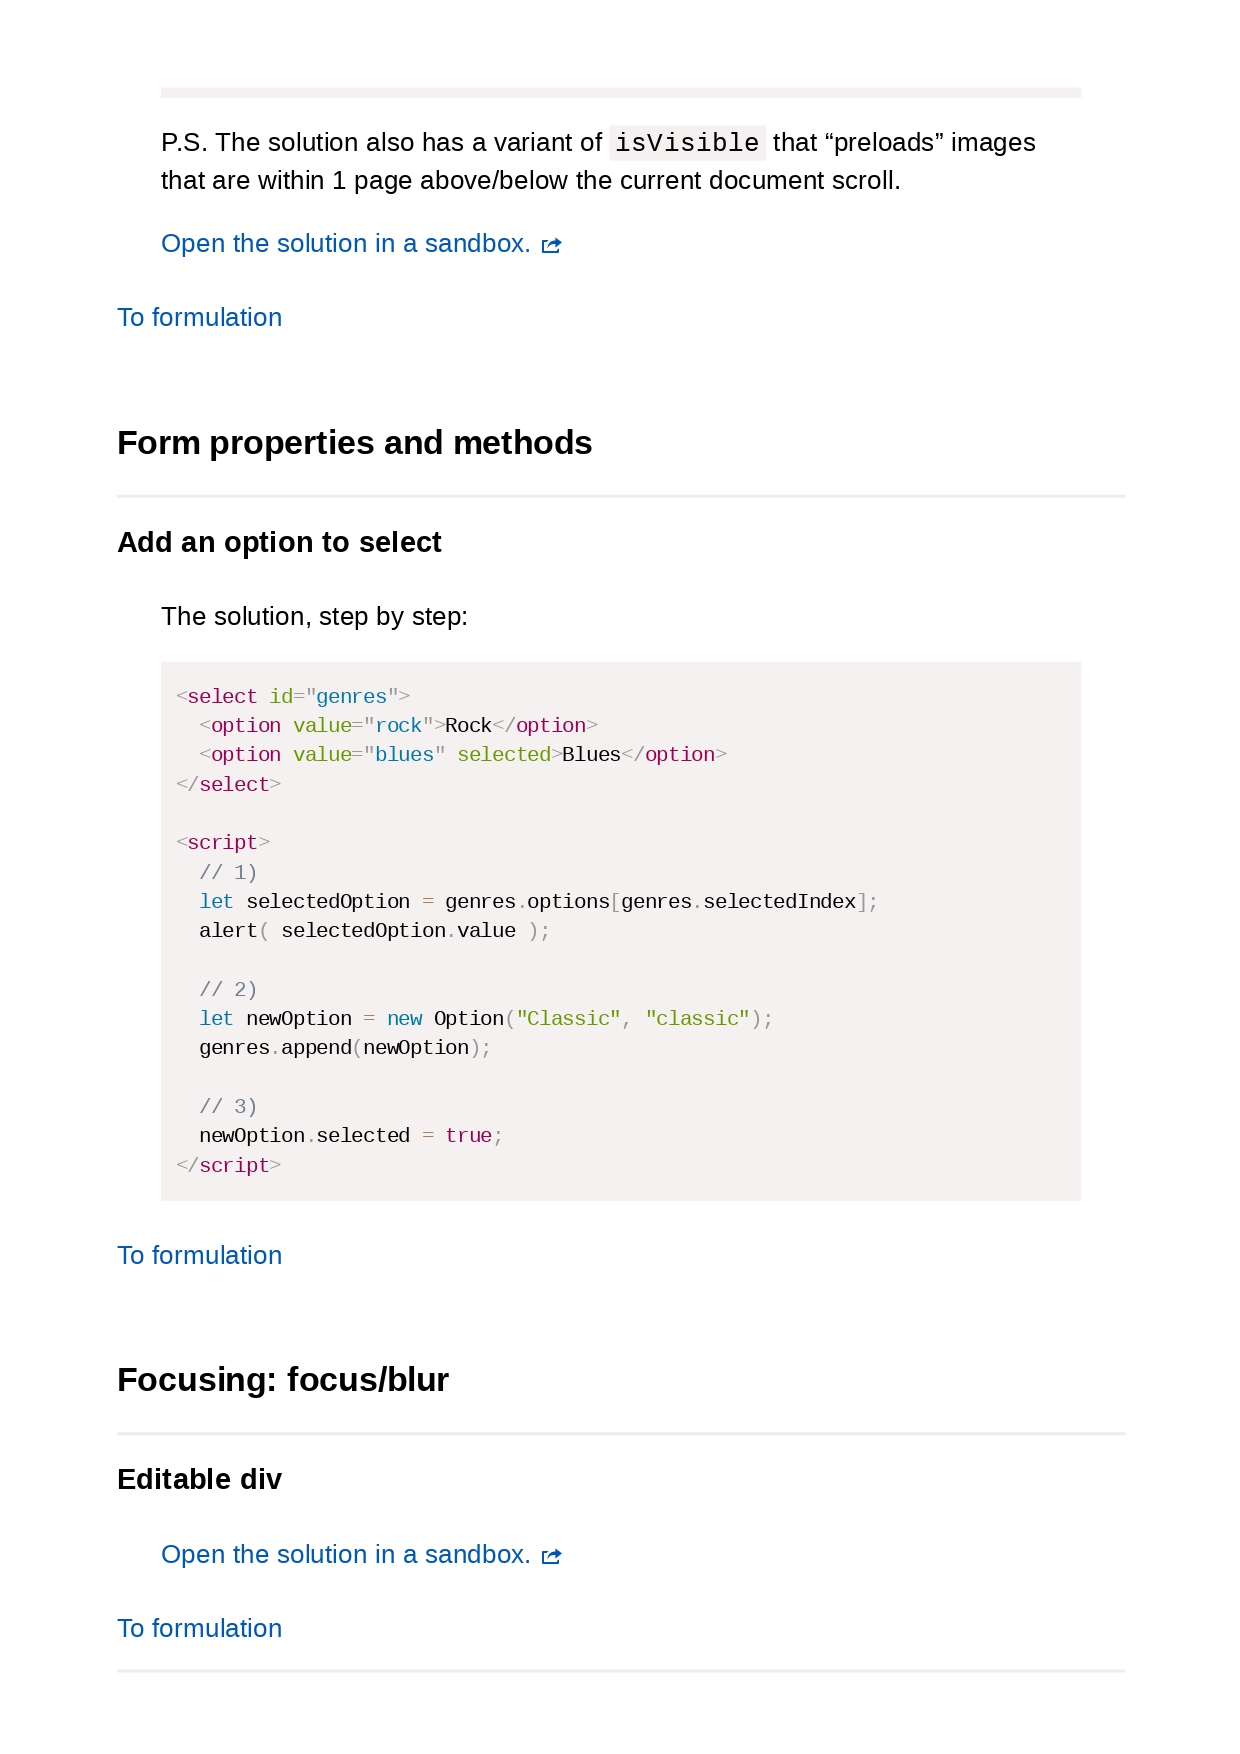 P.S. The solution also has a variant of isVisible that “preloads” images
that are within 1 page above/below the current document scroll.
Open the solution in a sandbox.
To formulation
Form properties and methods
Add an option to select
The solution, step by step:
<select id="genres">
  <option value="rock">Rock</option>
  <option value="blues" selected>Blues</option>
</select>

<script>
  // 1)
  let selectedOption = genres.options[genres.selectedIndex];
  alert( selectedOption.value );

  // 2)
  let newOption = new Option("Classic", "classic");
  genres.append(newOption);

  // 3)
  newOption.selected = true;
</script>
To formulation
Focusing: focus/blur
Editable div
Open the solution in a sandbox.
To formulation